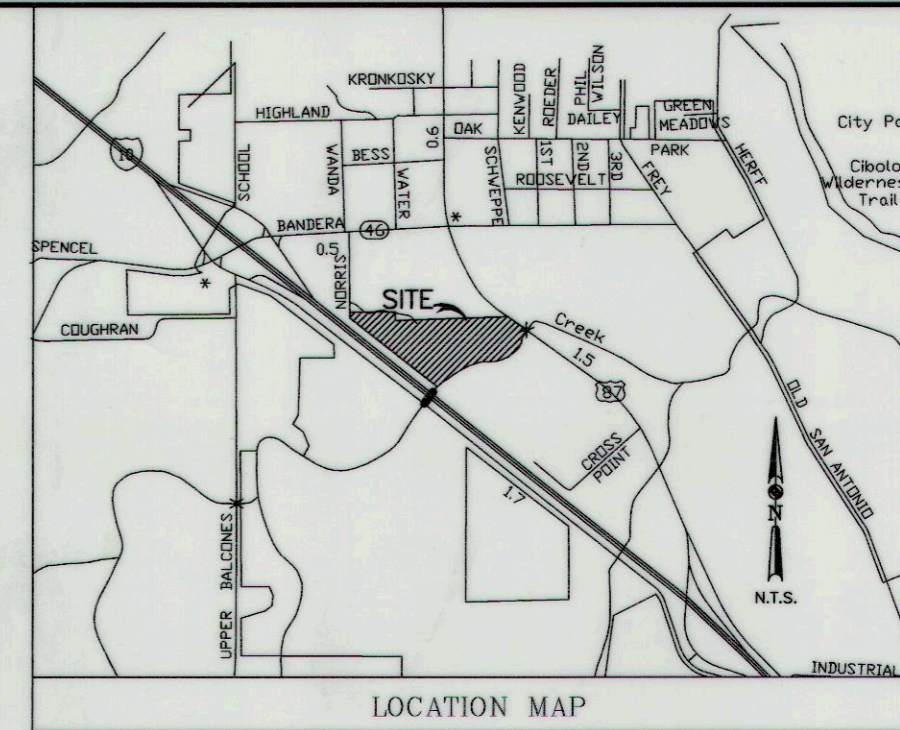 KRONKOSKY
HIGHLAND
OAK
0.6
KENWOOD
ROEDER
PHIL
WILSON
DAILEY
GREEN
MEADOWS
PARK
City
Cibolo
Trail
10
SCHOOL
WANDA
BESS
WATER
SCHWEPPE
1ST
2ND
3RD
ROOSEVELT
FREY
HERFF
BANDERA
46
*
SPENCEL
0.5
NORRIS
*
COUGHRAN
SITE
Creek
1.5
87
CROSS
POINT
1.7
OLD
SAN ANTONIO
N
N.T.S.
UPPER BALCONES
INDUSTRIAL
LOCATION MAP